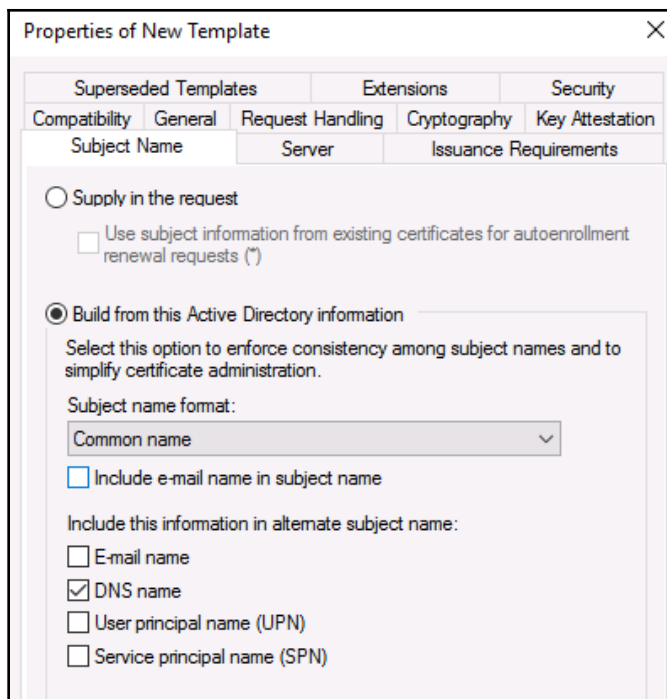 Properties of New Template
Superseded Templates Extensions Security
Compatibility General Request Handling Cryptography Key Attestation
Subject Name Server Issuance Requirements
Supply in the request
Use subject information from existing certificates for autoenrollment
renewal requests (*)
Build from this Active Directory information
Select this option to enforce consistency among subject names and to
simplify certificate administration.
Subject name format:
Common name
Include e-mail name in subject name
Include this information in alternate subject name:
E-mail name
DNS name
User principal name (UPN)
Service principal name (SPN)